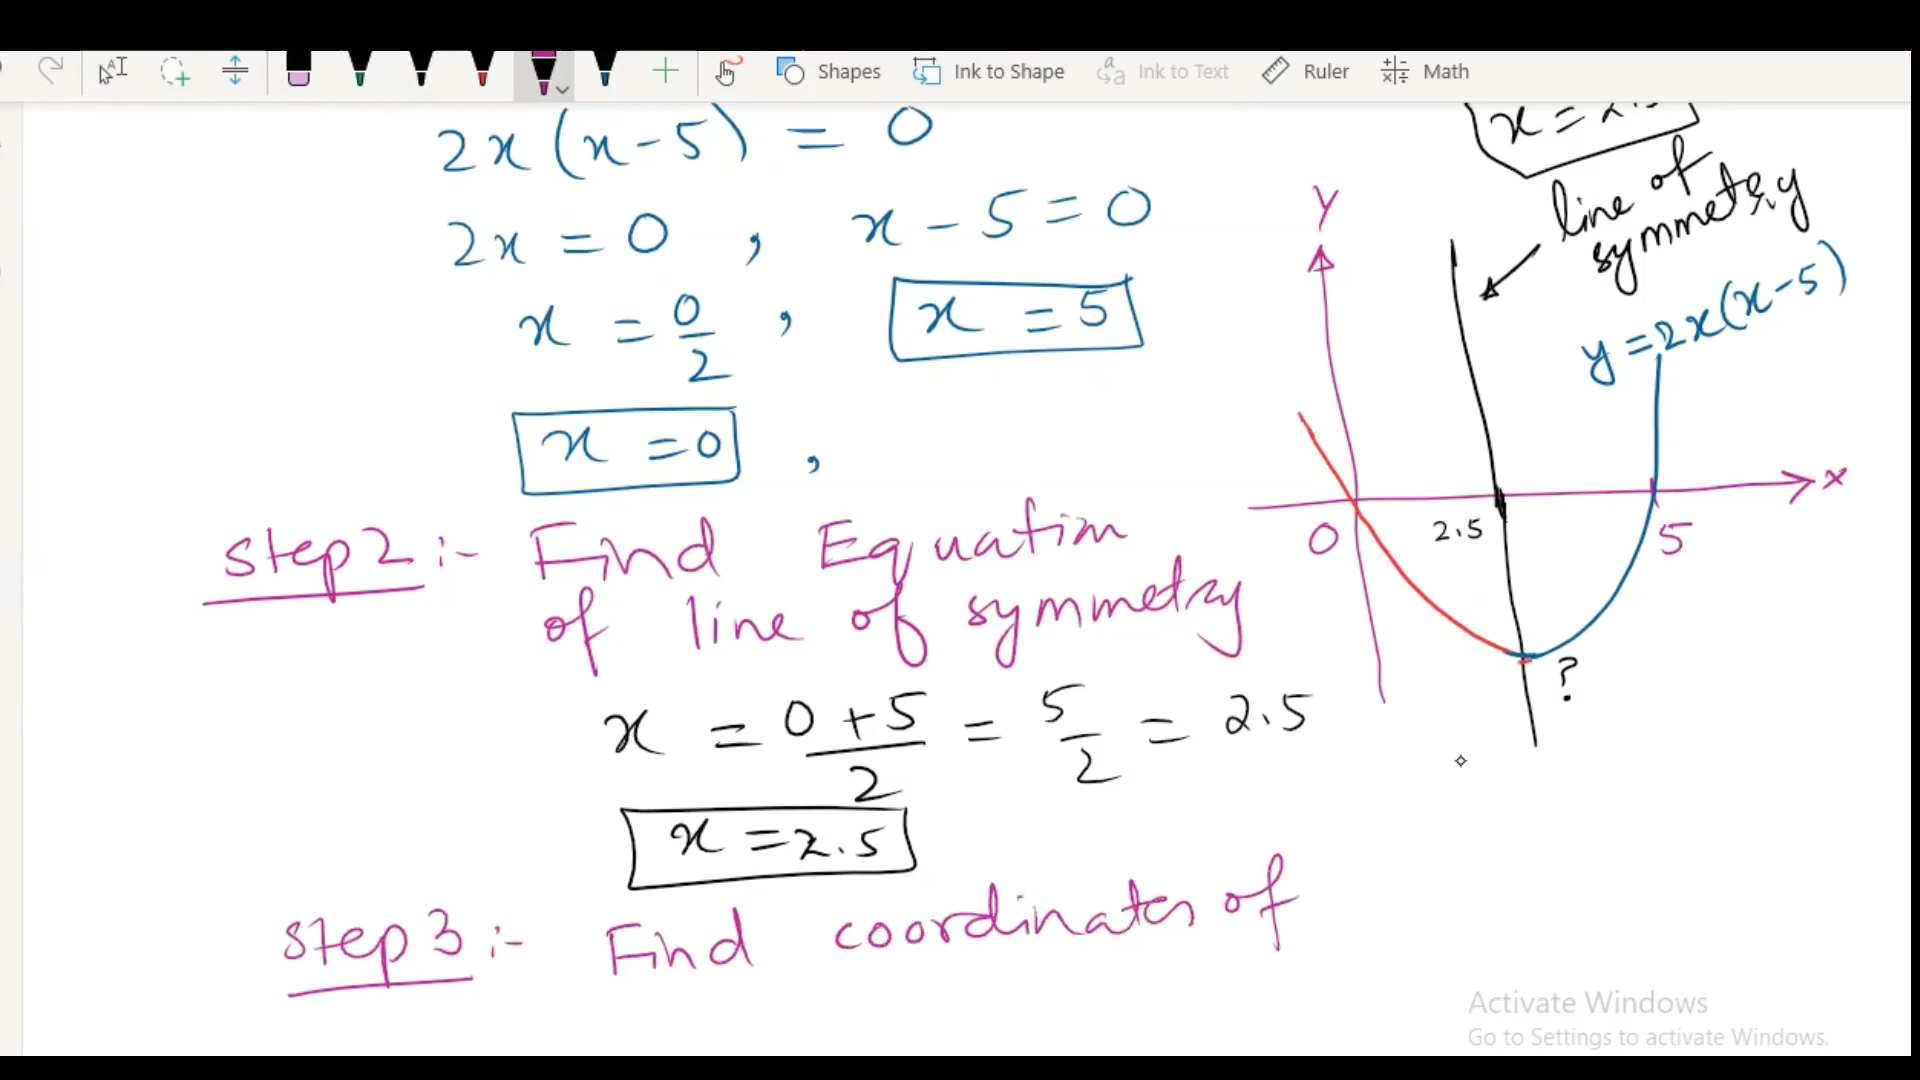 Shapes Ink to Shape Ink to Text Ruler Math
2x(x-5) = 0
2x = 0 , x - 5 = 0
x = 0/2 , x = 5
x = 0 ,
step 2 :- Find Equation
of line of symmetry
x = 0+5/2 = 5/2 = 2.5
x = 2.5
step 3 :- Find coordinates of
line of
symmetry
Y
y = 2x(x-5)
x
0
2.5
5
?
Activate Windows
Go to Settings to activate Windows.